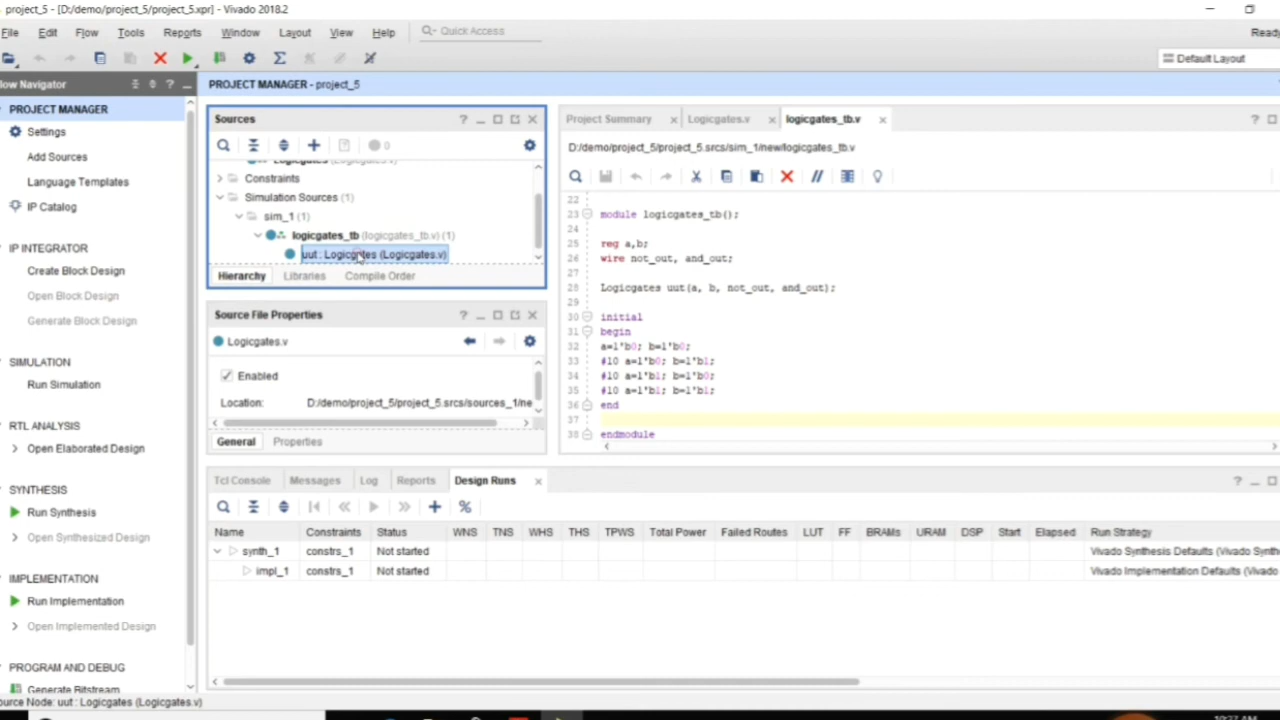 project_5 - [D:/demo/project_5/project_5.xpr] - Vivado 2018.2
File Edit Flow Tools Reports Window Layout View Help Quick Access
Ready
Default Layout
low Navigator
PROJECT MANAGER - project_5
PROJECT MANAGER
Settings
Add Sources
Language Templates
IP Catalog
IP INTEGRATOR
Create Block Design
Open Block Design
Generate Block Design
SIMULATION
Run Simulation
RTL ANALYSIS
Open Elaborated Design
SYNTHESIS
Run Synthesis
Open Synthesized Design
IMPLEMENTATION
Run Implementation
Open Implemented Design
PROGRAM AND DEBUG
Generate Bitstream
Sources
0
Logicgates (Logicgates.v)
Constraints
Simulation Sources (1)
sim_1 (1)
logicgates_tb (logicgates_tb.v) (1)
uut : Logicgates (Logicgates.v)
Hierarchy Libraries Compile Order
Source File Properties
Logicgates.v
Enabled
Location: D:/demo/project_5/project_5.srcs/sources_1/ne
General Properties
Project Summary Logicgates.v logicgates_tb.v
D:/demo/project_5/project_5.srcs/sim_1/new/logicgates_tb.v
22
23 module logicgates_tb();
24
25 reg a,b;
26 wire not_out, and_out;
27
28 Logicgates uut(a, b, not_out, and_out);
29
30 initial
31 begin
32 a=1'b0; b=1'b0;
33 #10 a=1'b0; b=1'b1;
34 #10 a=1'b1; b=1'b0;
35 #10 a=1'b1; b=1'b1;
36 end
37
38 endmodule
Tcl Console Messages Log Reports Design Runs
Name Constraints Status WNS TNS WHS THS TPWS Total Power Failed Routes LUT FF BRAMs URAM DSP Start Elapsed Run Strategy
synth_1 constrs_1 Not started Vivado Synthesis Defaults (Vivado Synth
impl_1 constrs_1 Not started Vivado Implementation Defaults (Vivado
ource Node: uut : Logicgates (Logicgates.v)
10:27 AM